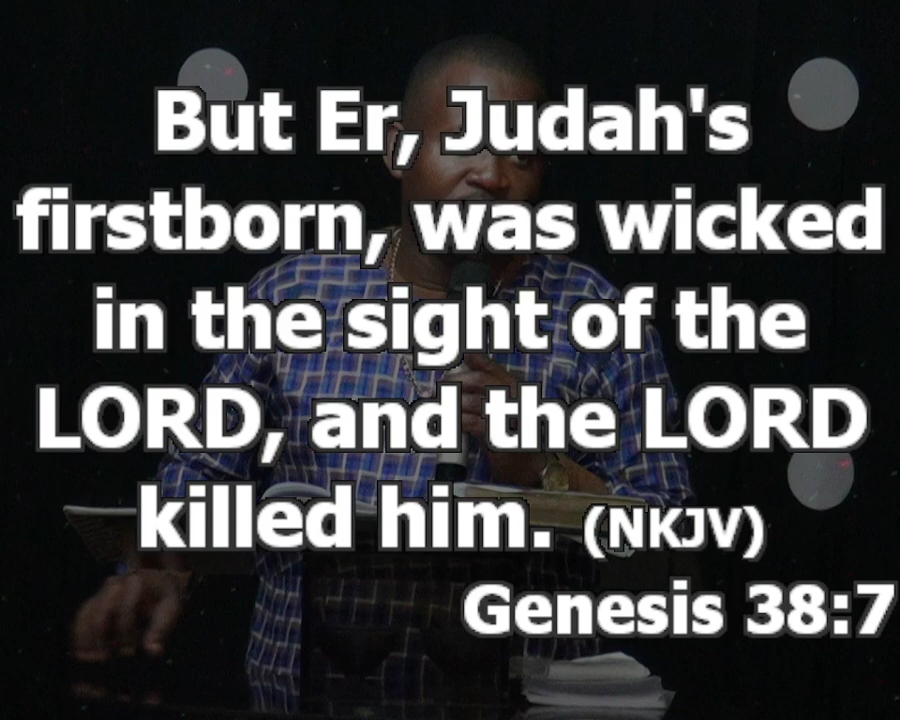 But Er, Judah's
firstborn, was wicked
in the sight of the
LORD, and the LORD
killed him. (NKJV)
Genesis 38:7